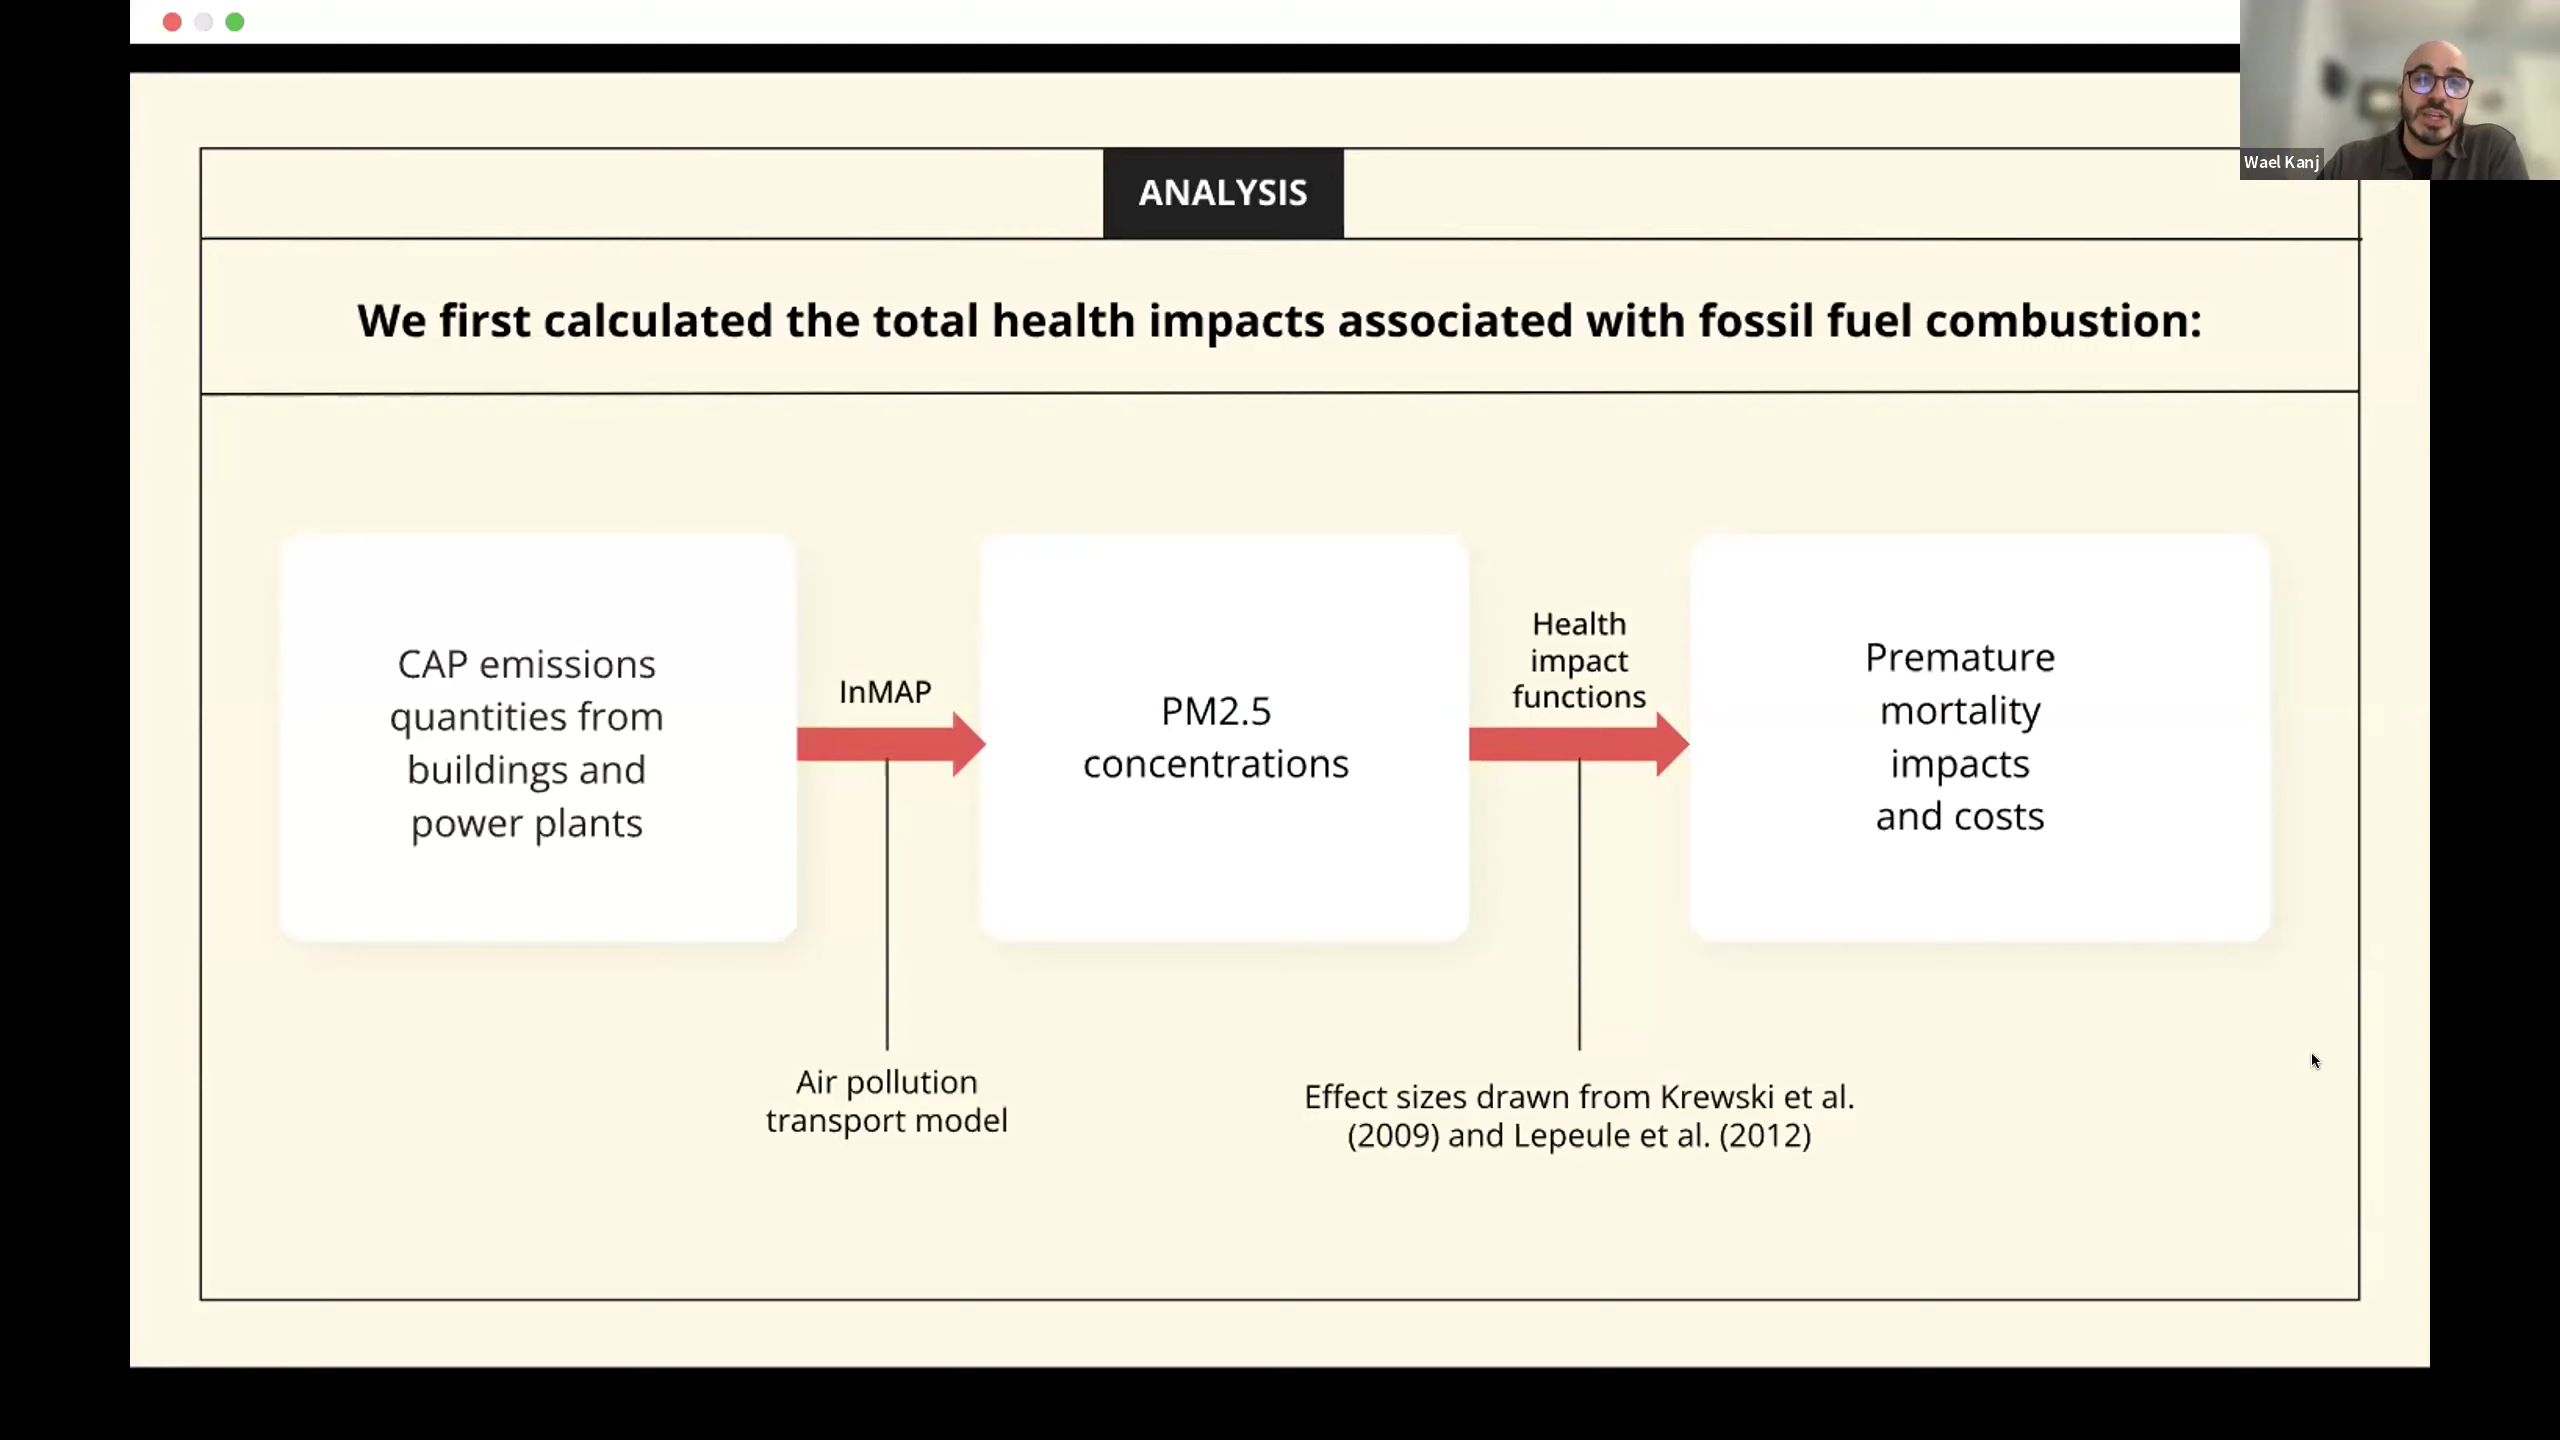 Wael Kanj
ANALYSIS
We first calculated the total health impacts associated with fossil fuel combustion:
CAP emissions
quantities from
buildings and
power plants
InMAP
PM2.5
concentrations
Health
impact
functions
Premature
mortality
impacts
and costs
Air pollution
transport model
Effect sizes drawn from Krewski et al.
(2009) and Lepeule et al. (2012)